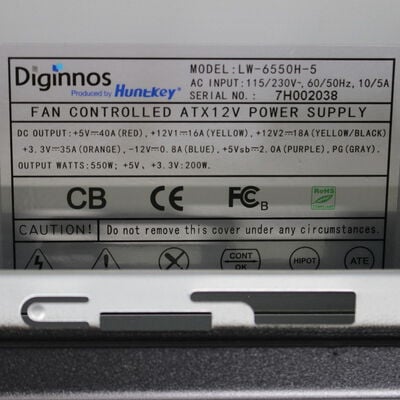 Diginnos
Produced by Huntkey
MODEL: LW-6550H-5
AC INPUT: 115/230V~, 60/50Hz, 10/5A
SERIAL NO.: 7H002038
FAN CONTROLLED ATX12V POWER SUPPLY
DC OUTPUT: +5V⎓40A(RED), +12V1⎓16A(YELLOW), +12V2⎓18A(YELLOW/BLACK)
+3.3V⎓35A(ORANGE), -12V⎓0.8A(BLUE), +5Vsb⎓2.0A(PURPLE), PG(GRAY).
OUTPUT WATTS: 550W; +5V, +3.3V: 200W.
CB CE FC B RoHS
CAUTION! Do not remove this cover under any circumstances.
CONT OK HIPOT ATE